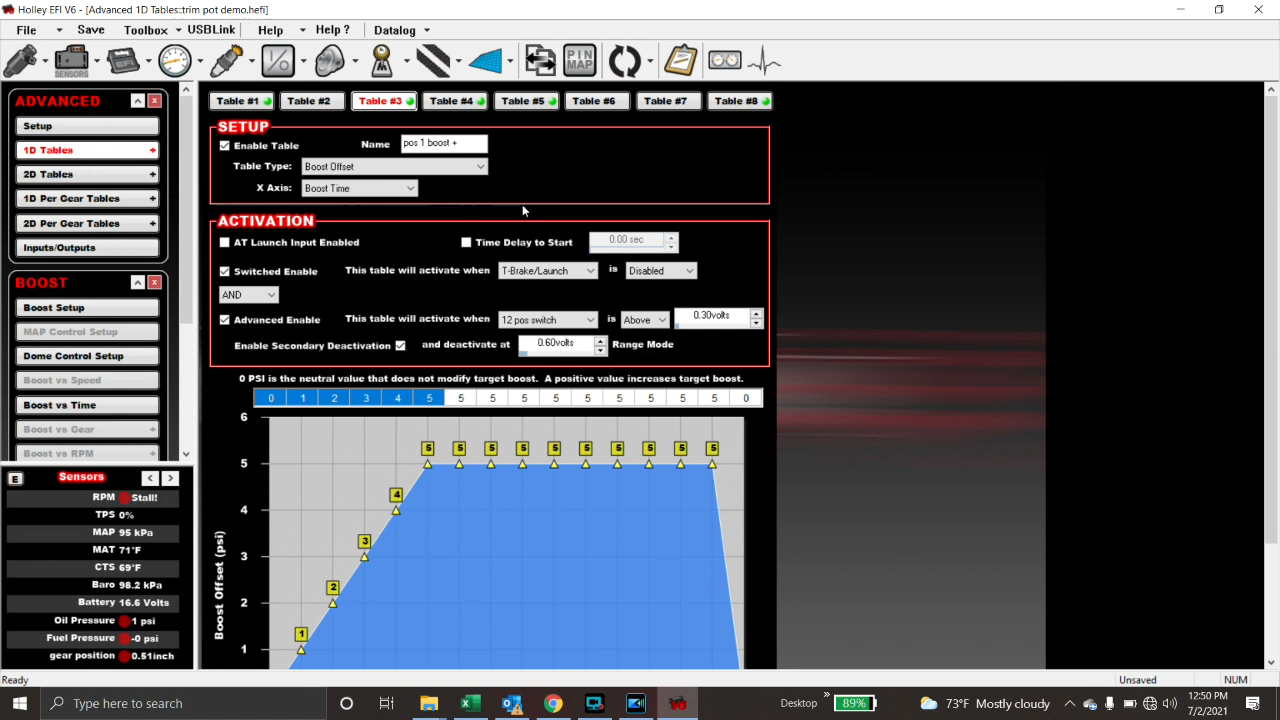 Holley EFI V6 - [Advanced 1D Tables::trim pot demo.hefi]
File Save Toolbox USBLink Help Help ? Datalog
SENSORS EFI I/O PIN MAP
ADVANCED
Setup
1D Tables +
2D Tables +
1D Per Gear Tables +
2D Per Gear Tables +
Inputs/Outputs
BOOST
Boost Setup
MAP Control Setup
Dome Control Setup
Boost vs Speed
Boost vs Time
Boost vs Gear +
Boost vs RPM
E Sensors < >
RPM Stall!
TPS 0%
MAP 95 kPa
MAT 71°F
CTS 69°F
Baro 98.2 kPa
Battery 16.6 Volts
Oil Pressure 1 psi
Fuel Pressure -0 psi
gear position 0.51inch
Table #1 Table #2 Table #3 Table #4 Table #5 Table #6 Table #7 Table #8
SETUP
Enable Table Name pos 1 boost +
Table Type: Boost Offset
X Axis: Boost Time
ACTIVATION
AT Launch Input Enabled Time Delay to Start 0.00 sec
Switched Enable This table will activate when T-Brake/Launch is Disabled
AND
Advanced Enable This table will activate when 12 pos switch is Above 0.30volts
Enable Secondary Deactivation and deactivate at 0.60volts Range Mode
0 PSI is the neutral value that does not modify target boost. A positive value increases target boost.
0 1 2 3 4 5 5 5 5 5 5 5 5 5 5 0
6
5
4
3
2
1
Boost Offset (psi)
1 2 3 4 5 5 5 5 5 5 5 5 5 5
Ready Unsaved NUM
Type here to search Desktop 89% 73°F Mostly cloudy 12:50 PM
7/2/2021